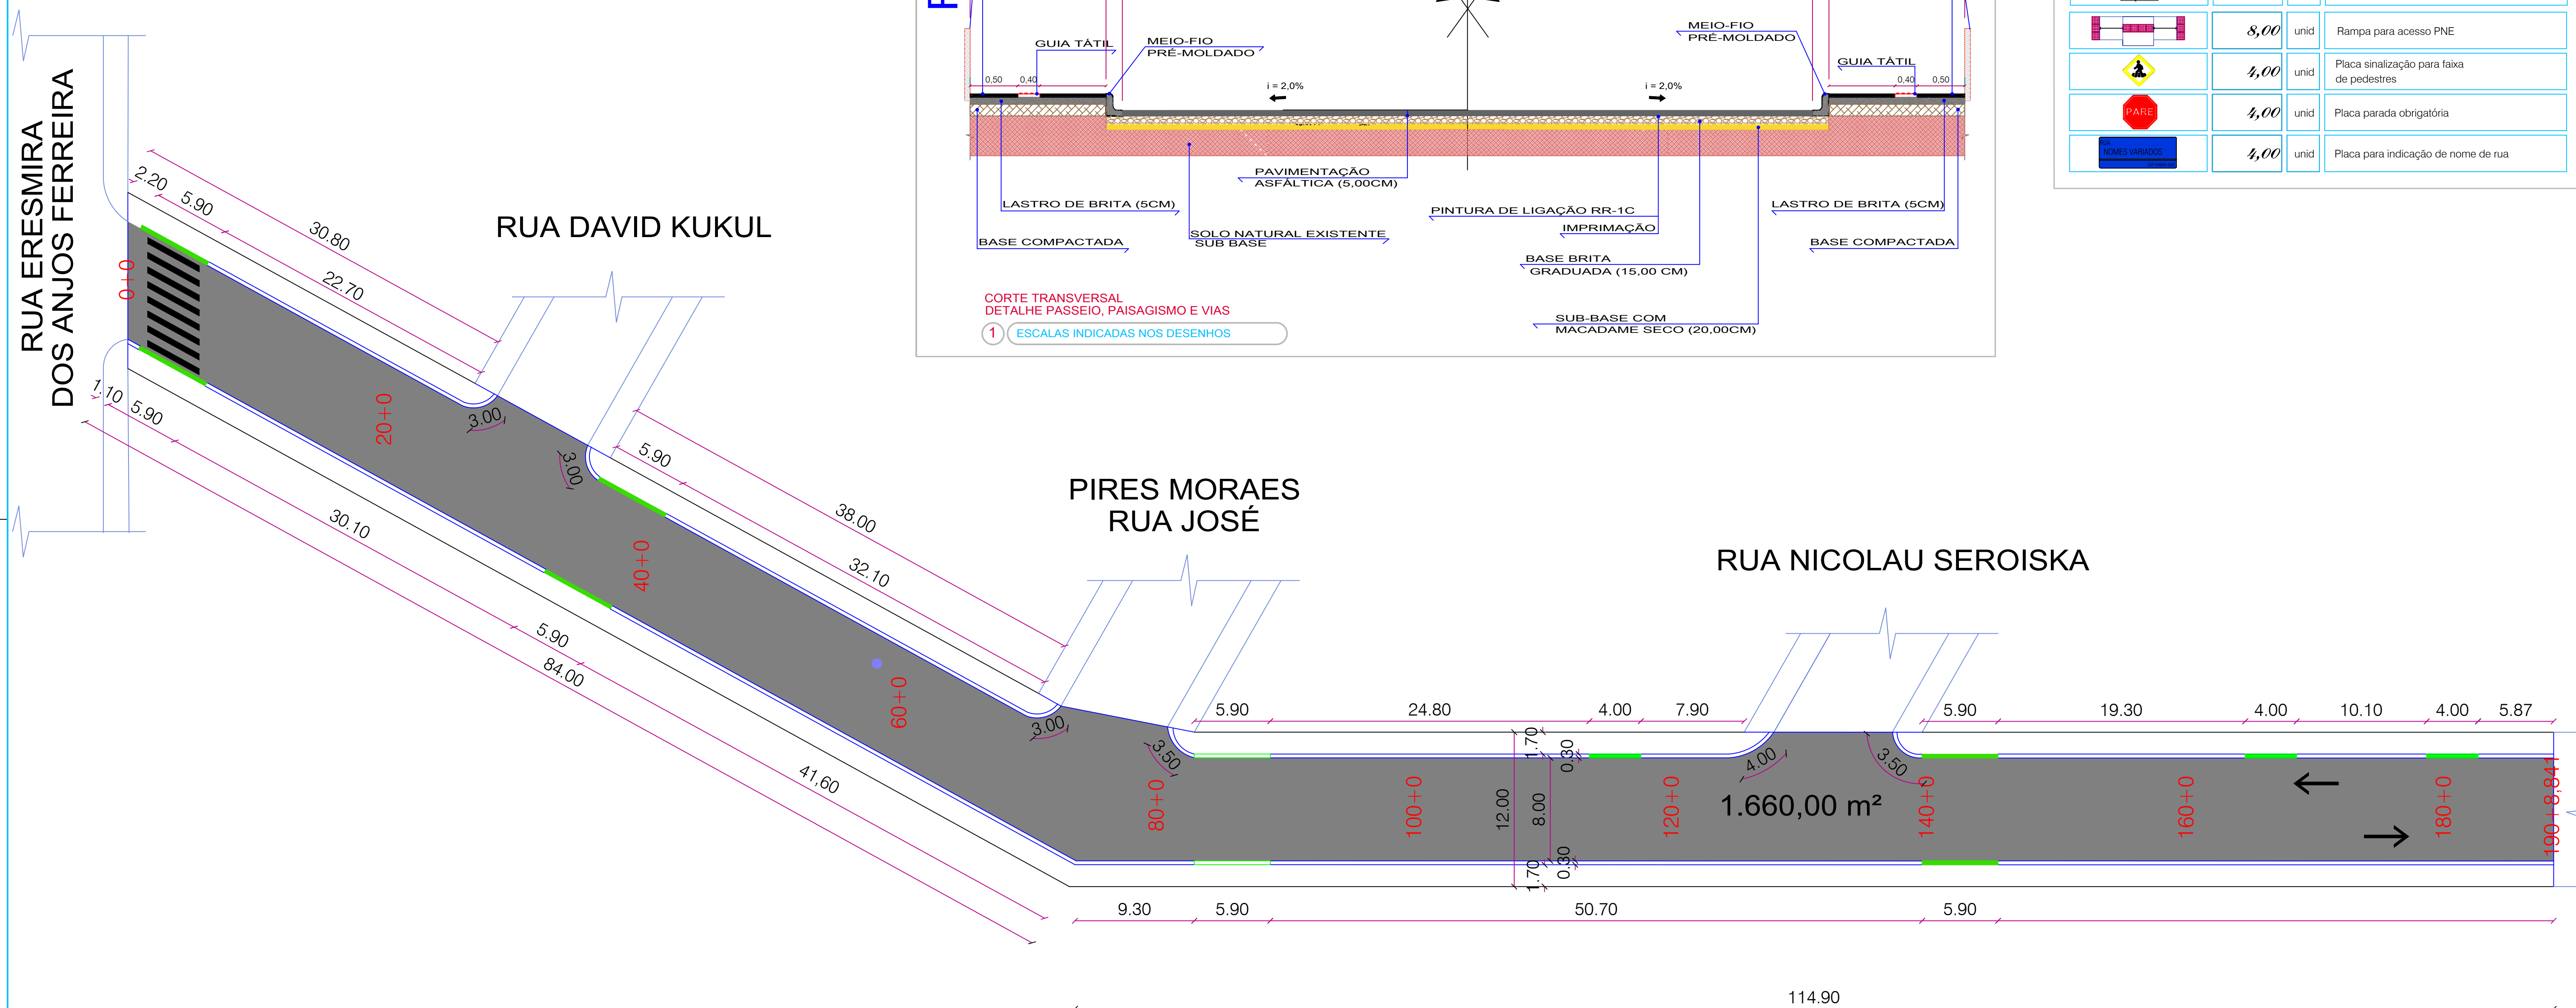 GUIA TÁTIL
MEIO-FIO
PRÉ-MOLDADO
0,50
0,40
i = 2,0%
i = 2,0%
MEIO-FIO
PRÉ-MOLDADO
GUIA TÁTIL
0,40
0,50
PAVIMENTAÇÃO
ASFÁLTICA (5,00CM)
LASTRO DE BRITA (5CM)
SOLO NATURAL EXISTENTE
SUB BASE
BASE COMPACTADA
PINTURA DE LIGAÇÃO RR-1C
IMPRIMAÇÃO
LASTRO DE BRITA (5CM)
BASE COMPACTADA
BASE BRITA
GRADUADA (15,00 CM)
SUB-BASE COM
MACADAME SECO (20,00CM)
CORTE TRANSVERSAL
DETALHE PASSEIO, PAISAGISMO E VIAS
1 ESCALAS INDICADAS NOS DESENHOS
8,00 unid Rampa para acesso PNE
4,00 unid Placa sinalização para faixa
de pedestres
PARE 4,00 unid Placa parada obrigatória
RUA
NOMES VARIADOS
4,00 unid Placa para indicação de nome de rua
RUA ERESMIRA
DOS ANJOS FERREIRA
RUA DAVID KUKUL
PIRES MORAES
RUA JOSÉ
RUA NICOLAU SEROISKA
2.20
5.90
30.80
22.70
0+0
20+0
3.00
3.00
1.10
5.90
30.10
5.90
84.00
41,60
40+0
60+0
5.90
38.00
32.10
3.00
3.50
80+0
5.90
24.80
4.00
7.90
1.70
0.30
12.00
8.00
1.70
0.30
100+0
120+0
4.00
3.50
1.660,00 m²
140+0
160+0
180+0
190+8,841
5.90
19.30
4.00
10.10
4.00
5.87
9.30
5.90
50.70
5.90
114.90